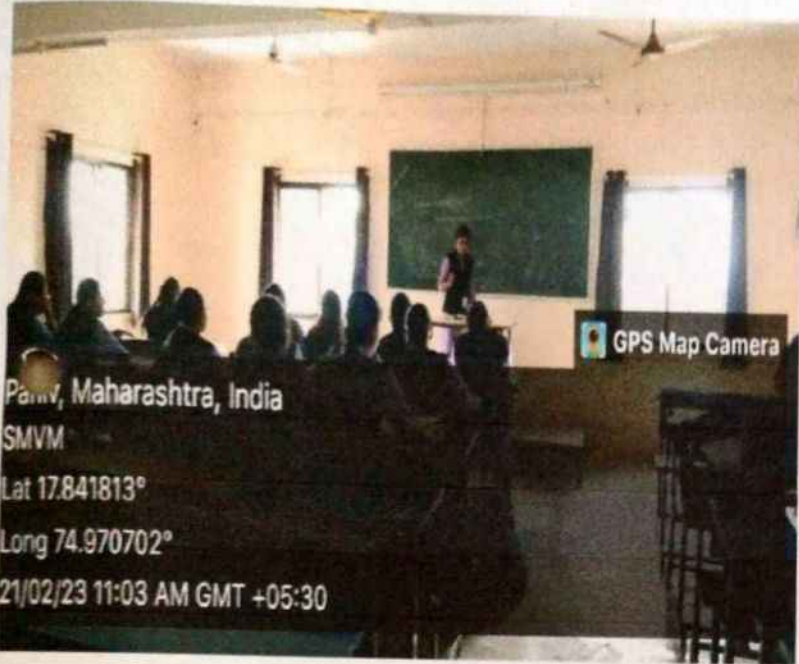 GPS Map Camera
Maharashtra, India
SMVM
Lat 17.841813°
Long 74.970702°
21/02/23 11:03 AM GMT +05:30